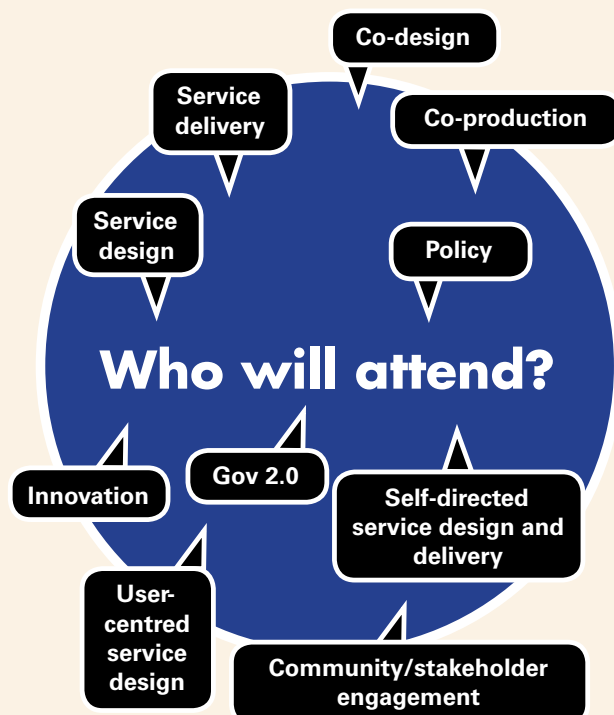 Co-design
Service
delivery
Co-production
Service
design
Policy
Who will attend?
Innovation
Gov 2.0
Self-directed
service design and
delivery
User-
centred
service
design
Community/stakeholder
engagement